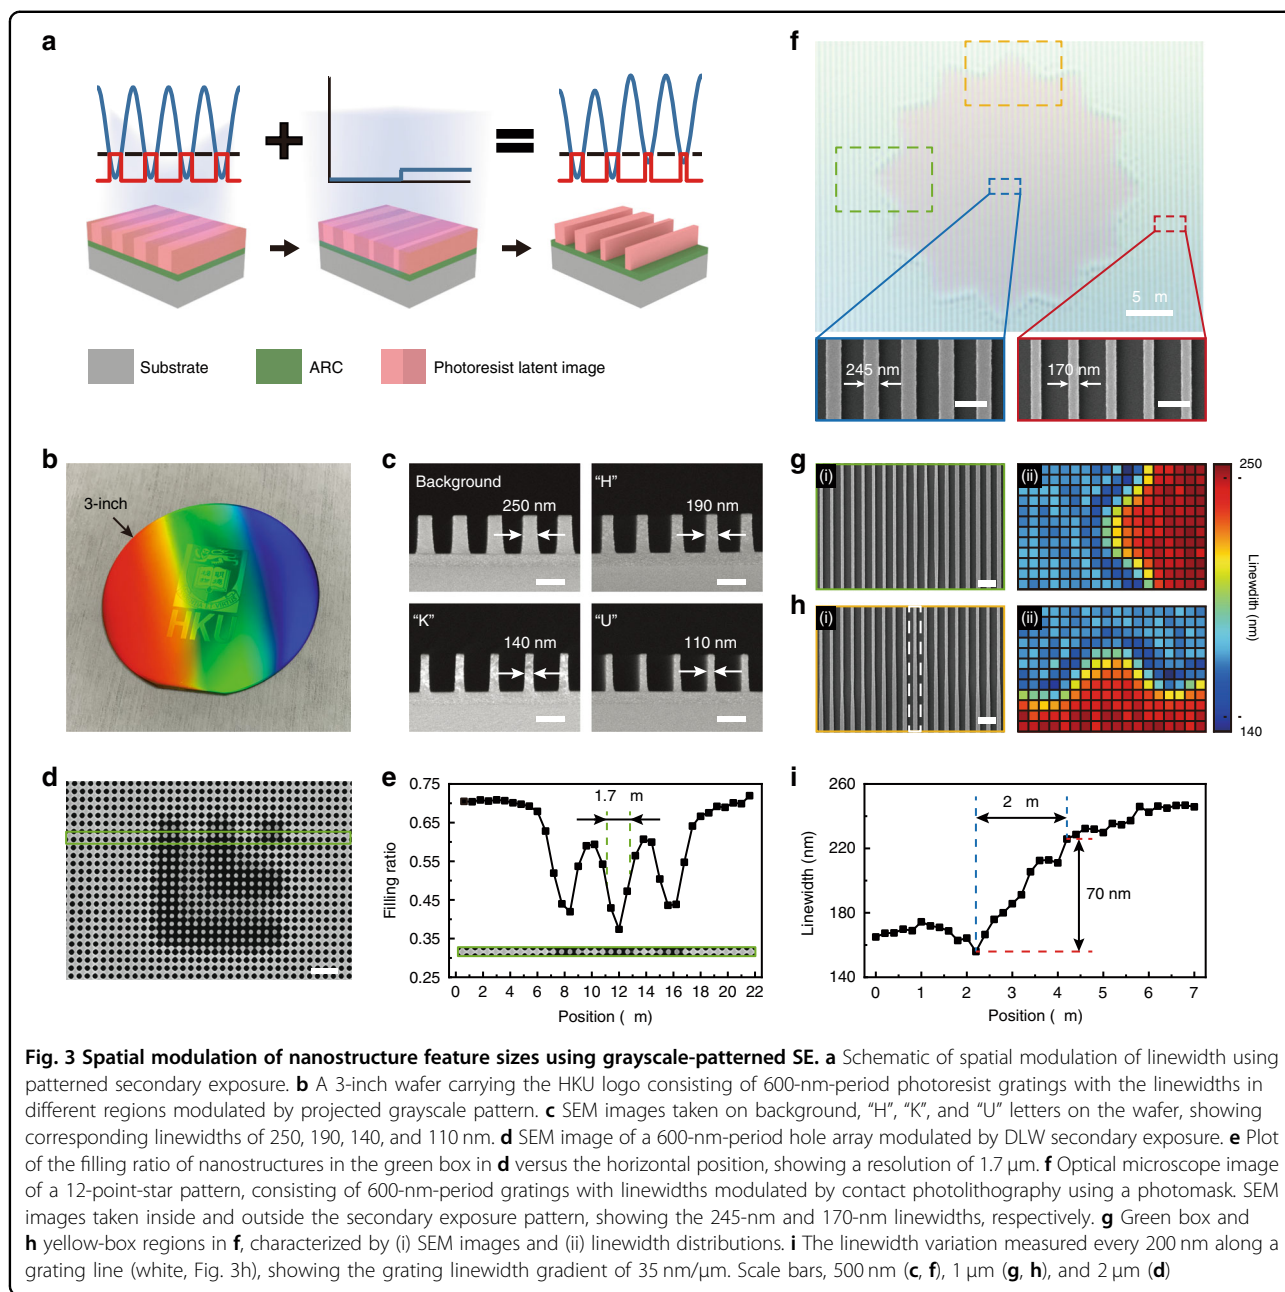 a
Substrate
ARC
Photoresist latent image
f
5 m
245 nm
170 nm
b
3-inch
HKU
c
Background
250 nm
"H"
190 nm
"K"
140 nm
"U"
110 nm
g
(i)
(ii)
h
(i)
(ii)
250
Linewdith (nm)
140
d
e
0.75
0.65
0.55
0.45
0.35
0.25
Filling ratio
1.7 m
0 2 4 6 8 10 12 14 16 18 20 22
Position ( m)
i
260
220
180
140
Linewidth (nm)
2 m
70 nm
0 1 2 3 4 5 6 7
Position ( m)
Fig. 3 Spatial modulation of nanostructure feature sizes using grayscale-patterned SE. a Schematic of spatial modulation of linewidth using
patterned secondary exposure. b A 3-inch wafer carrying the HKU logo consisting of 600-nm-period photoresist gratings with the linewidths in
different regions modulated by projected grayscale pattern. c SEM images taken on background, “H”, “K”, and “U” letters on the wafer, showing
corresponding linewidths of 250, 190, 140, and 110 nm. d SEM image of a 600-nm-period hole array modulated by DLW secondary exposure. e Plot
of the filling ratio of nanostructures in the green box in d versus the horizontal position, showing a resolution of 1.7 µm. f Optical microscope image
of a 12-point-star pattern, consisting of 600-nm-period gratings with linewidths modulated by contact photolithography using a photomask. SEM
images taken inside and outside the secondary exposure pattern, showing the 245-nm and 170-nm linewidths, respectively. g Green box and
h yellow-box regions in f, characterized by (i) SEM images and (ii) linewidth distributions. i The linewidth variation measured every 200 nm along a
grating line (white, Fig. 3h), showing the grating linewidth gradient of 35 nm/µm. Scale bars, 500 nm (c, f), 1 µm (g, h), and 2 µm (d)